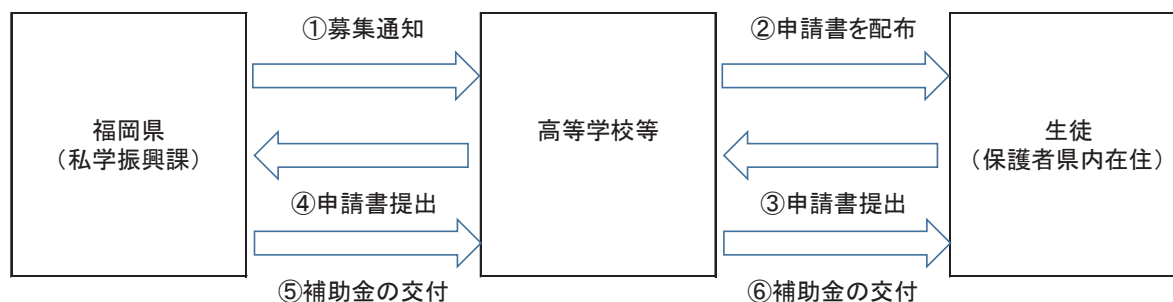 ①募集通知
②申請書を配布
福岡県
（私学振興課）
高等学校等
生徒
（保護者県内在住）
④申請書提出
③申請書提出
⑤補助金の交付
⑥補助金の交付